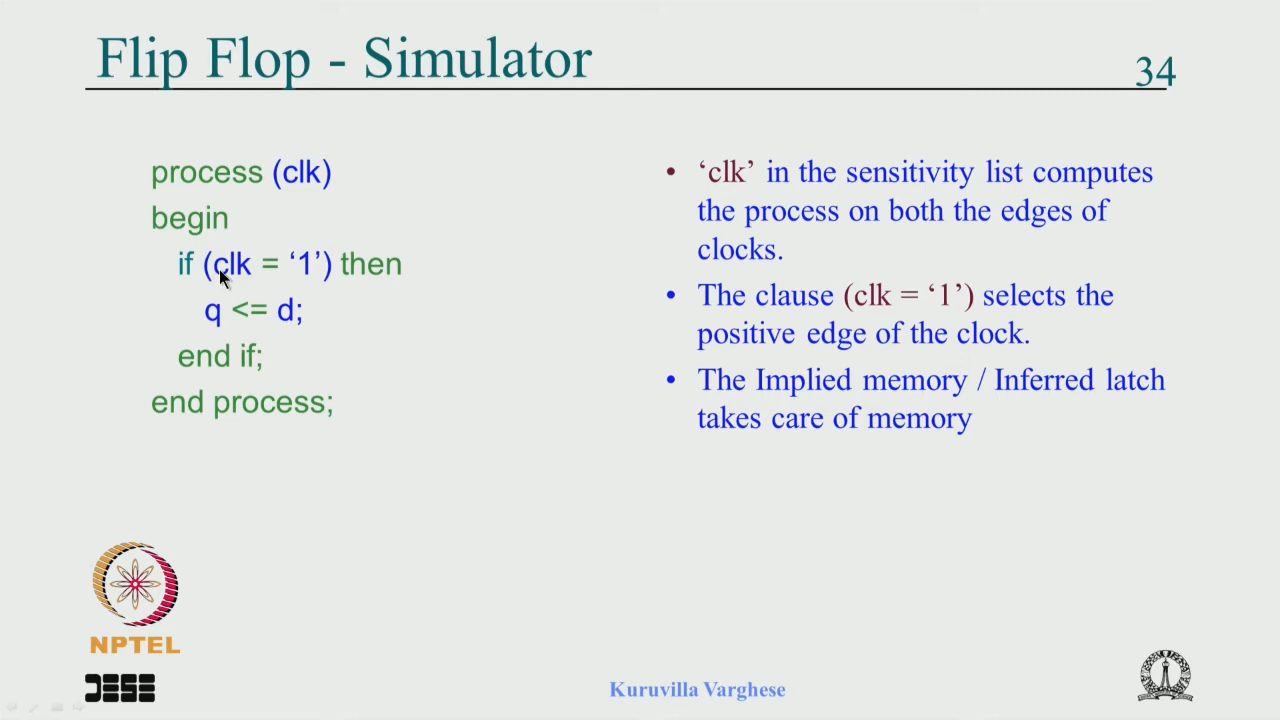 Flip Flop - Simulator
34
process (clk)
begin
if (clk = ‘1’) then
q <= d;
end if;
end process;
• ‘clk’ in the sensitivity list computes
the process on both the edges of
clocks.
• The clause (clk = ‘1’) selects the
positive edge of the clock.
• The Implied memory / Inferred latch
takes care of memory
NPTEL
DESE
Kuruvilla Varghese